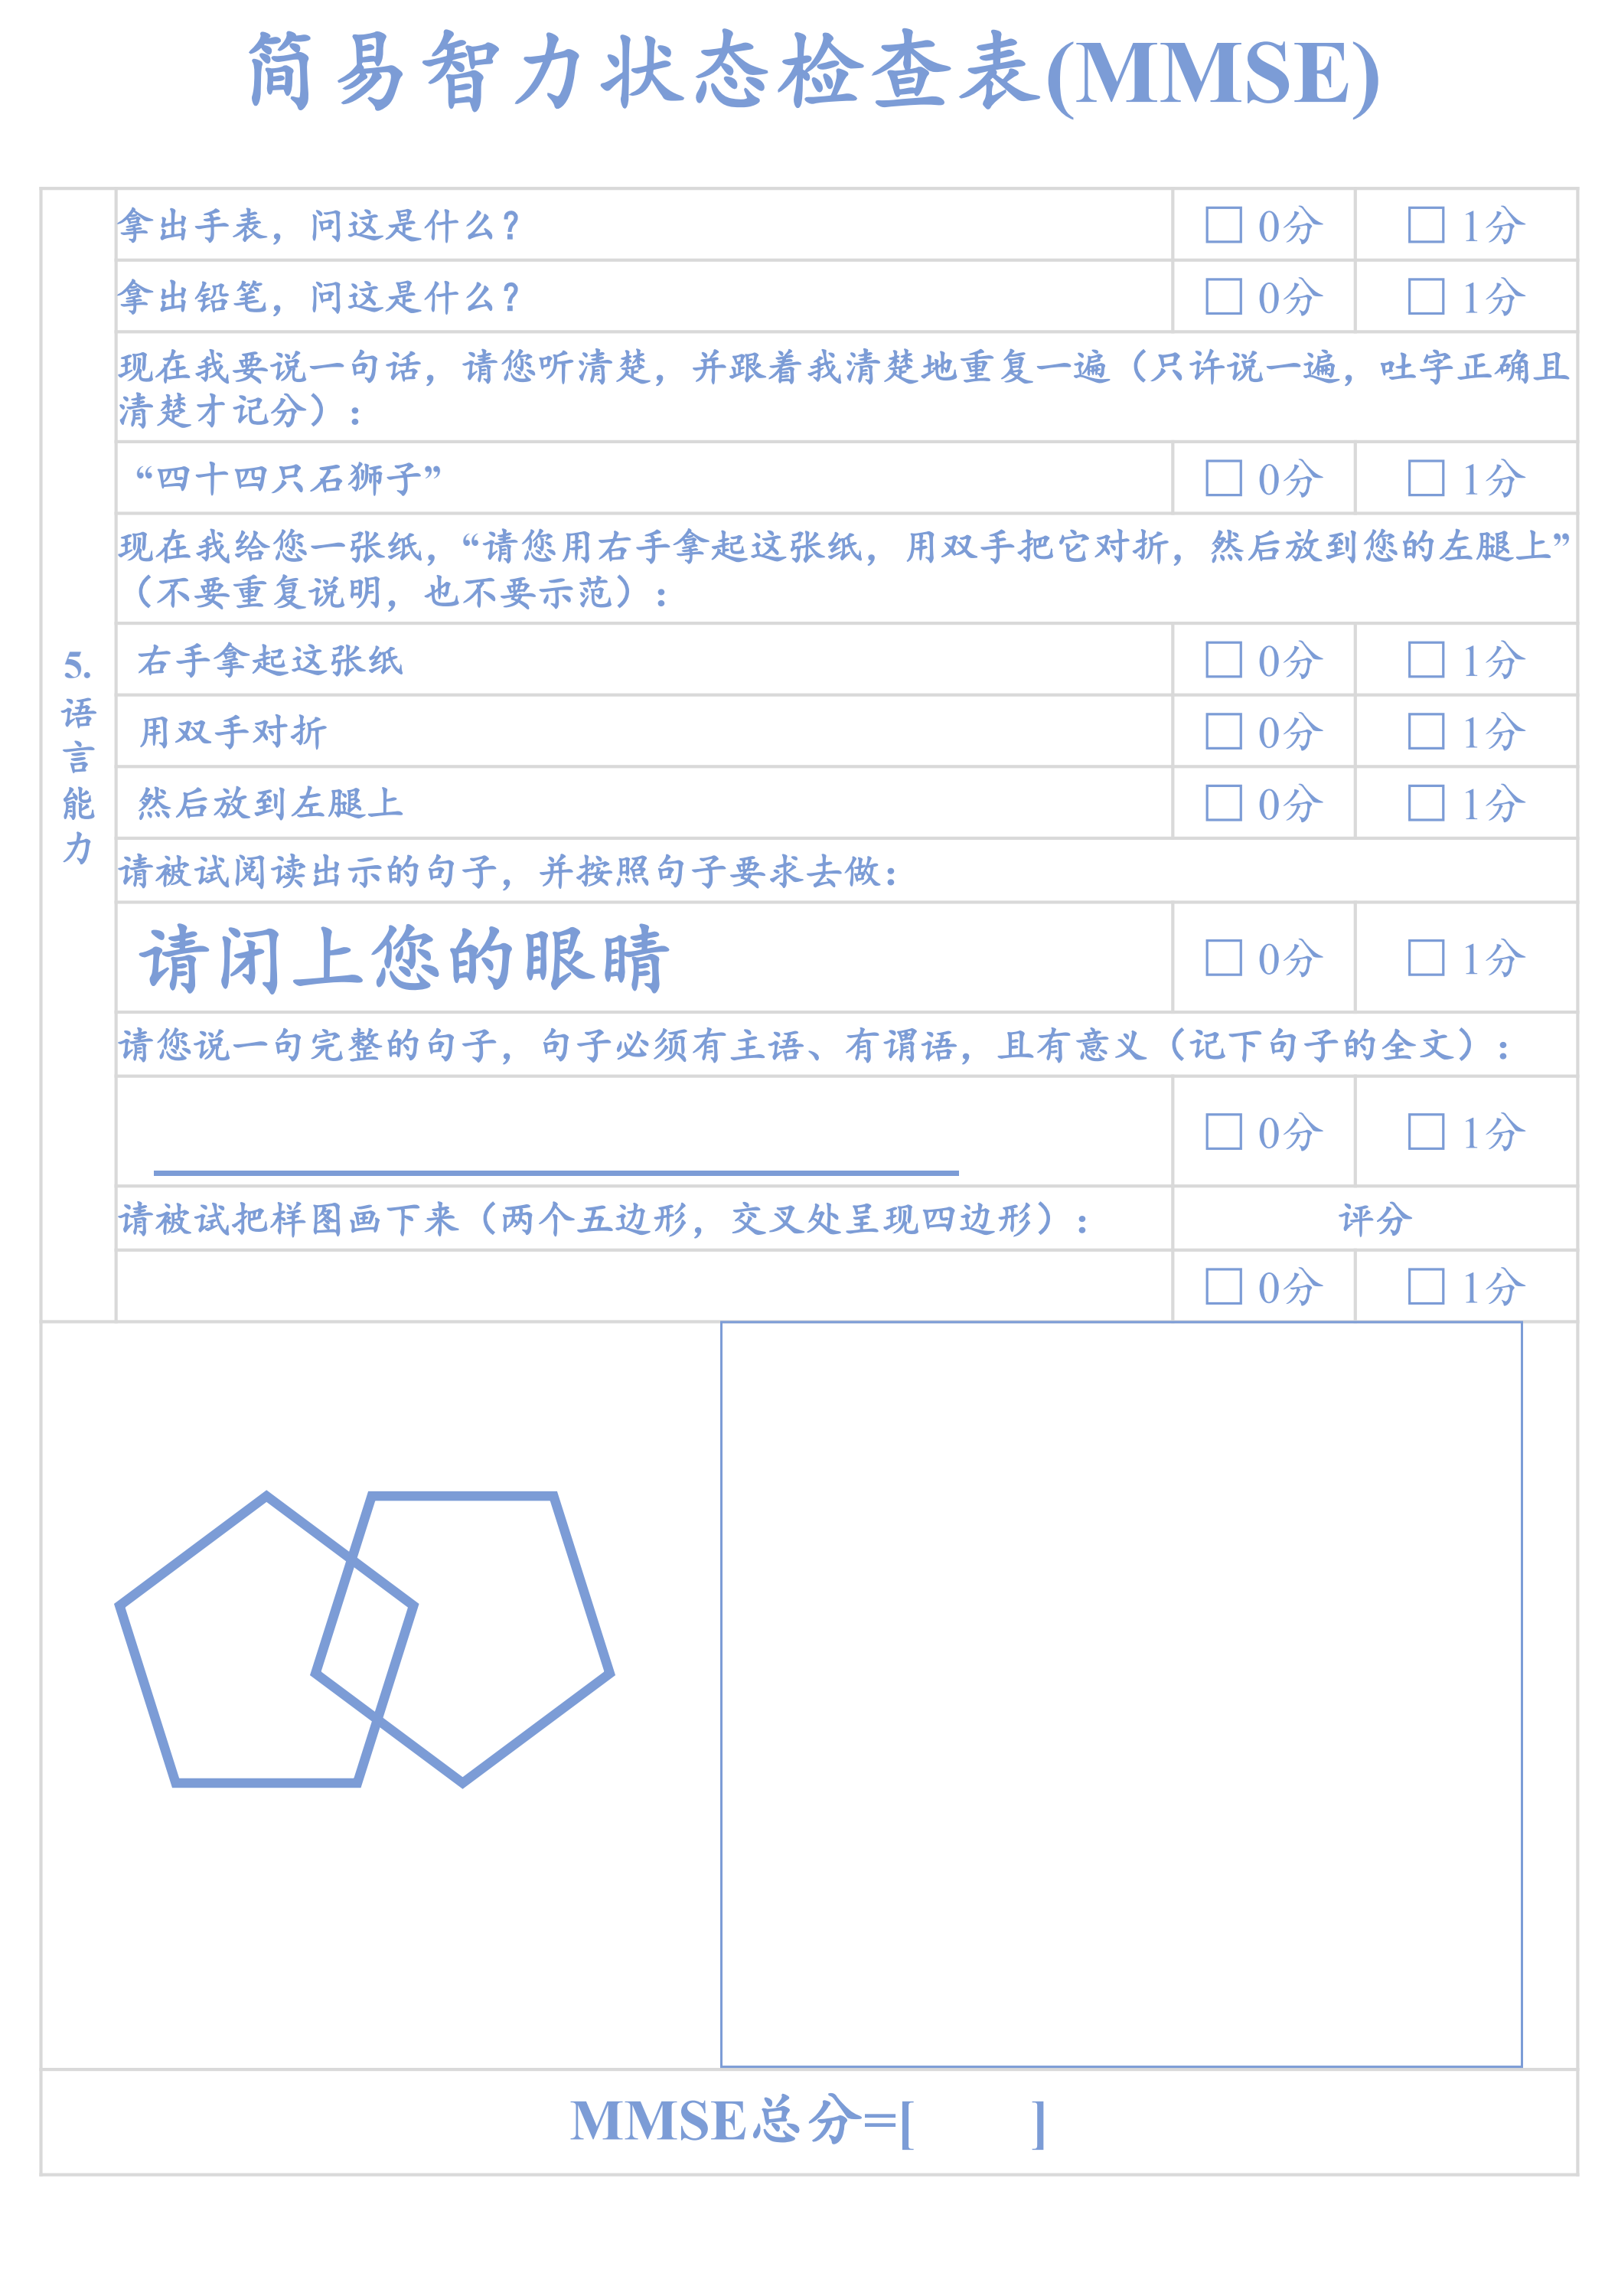 简易智力状态检查表(MMSE)
拿出手表，问这是什么？ □ 0分 □ 1分
拿出铅笔，问这是什么？ □ 0分 □ 1分
现在我要说一句话，请您听清楚，并跟着我清楚地重复一遍（只许说一遍，吐字正确且
清楚才记分）：
“四十四只石狮子” □ 0分 □ 1分
现在我给您一张纸，“请您用右手拿起这张纸，用双手把它对折，然后放到您的左腿上”
（不要重复说明，也不要示范）：
5.
语
言
能
力
右手拿起这张纸 □ 0分 □ 1分
用双手对折 □ 0分 □ 1分
然后放到左腿上 □ 0分 □ 1分
请被试阅读出示的句子，并按照句子要求去做：
请闭上您的眼睛 □ 0分 □ 1分
请您说一句完整的句子，句子必须有主语、有谓语，且有意义（记下句子的全文）：
□ 0分 □ 1分
请被试把样图画下来（两个五边形，交叉处呈现四边形）： 评分
□ 0分 □ 1分
MMSE总分=[ ]